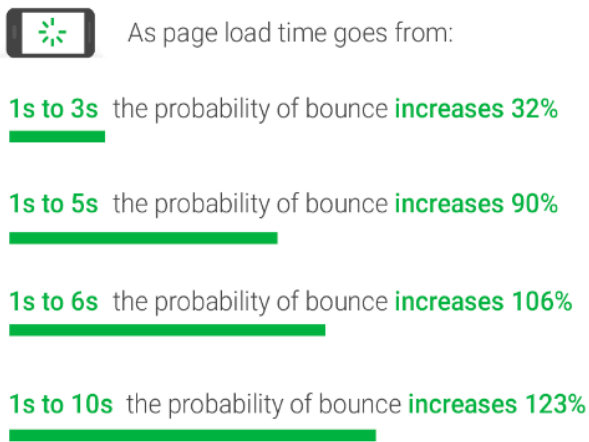 As page load time goes from:
1s to 3s the probability of bounce increases 32%
1s to 5s the probability of bounce increases 90%
1s to 6s the probability of bounce increases 106%
1s to 10s the probability of bounce increases 123%